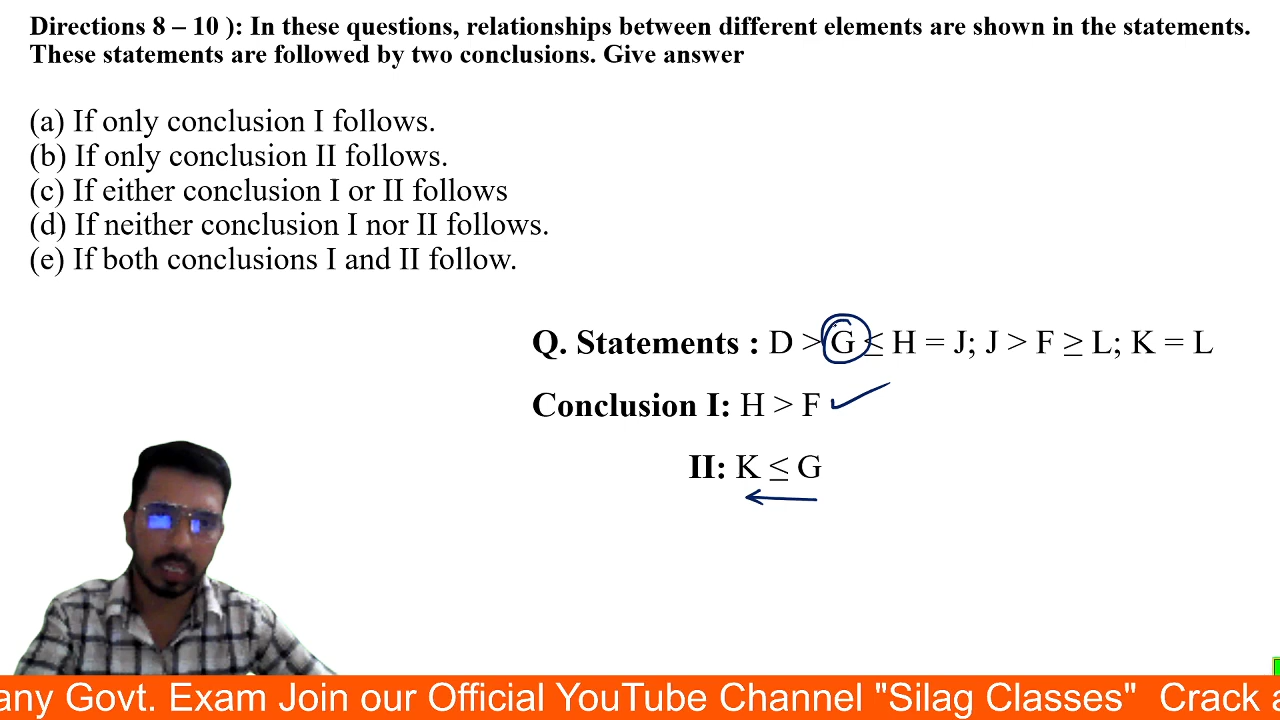 Directions 8 – 10 ): In these questions, relationships between different elements are shown in the statements.
These statements are followed by two conclusions. Give answer
(a) If only conclusion I follows.
(b) If only conclusion II follows.
(c) If either conclusion I or II follows
(d) If neither conclusion I nor II follows.
(e) If both conclusions I and II follow.
Q. Statements : D > G ≤ H = J; J > F ≥ L; K = L
Conclusion I: H > F
II: K ≤ G
any Govt. Exam Join our Official YouTube Channel "Silag Classes" Crack a